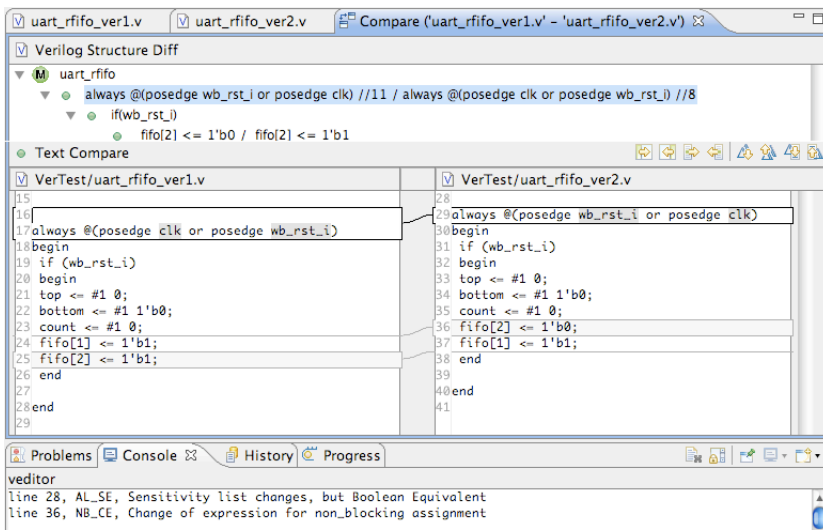 uart_rfifo_ver1.v
uart_rfifo_ver2.v
Compare ('uart_rfifo_ver1.v' - 'uart_rfifo_ver2.v')
Verilog Structure Diff
M uart_rfifo
always @(posedge wb_rst_i or posedge clk) //11 / always @(posedge clk or posedge wb_rst_i) //8
if(wb_rst_i)
fifo[2] <= 1'b0 / fifo[2] <= 1'b1
Text Compare
VerTest/uart_rfifo_ver1.v
15
16
17 always @(posedge clk or posedge wb_rst_i)
18 begin
19 if (wb_rst_i)
20 begin
21 top <= #1 0;
22 bottom <= #1 1'b0;
23 count <= #1 0;
24 fifo[1] <= 1'b1;
25 fifo[2] <= 1'b1;
26 end
27
28 end
29
VerTest/uart_rfifo_ver2.v
28
29 always @(posedge wb_rst_i or posedge clk)
30 begin
31 if (wb_rst_i)
32 begin
33 top <= #1 0;
34 bottom <= #1 1'b0;
35 count <= #1 0;
36 fifo[2] <= 1'b0;
37 fifo[1] <= 1'b1;
38 end
39
40 end
41
Problems
Console
History
Progress
veditor
line 28, AL_SE, Sensitivity list changes, but Boolean Equivalent
line 36, NB_CE, Change of expression for non_blocking assignment